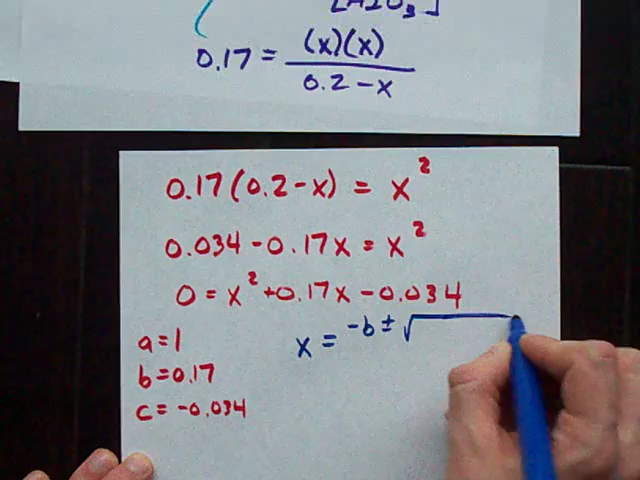 [HIO₃]
0.17 = (x)(x) / 0.2 - x
0.17(0.2 - x) = x²
0.034 - 0.17x = x²
0 = x² + 0.17x - 0.034
a = 1
b = 0.17
c = -0.034
x = -b ± √